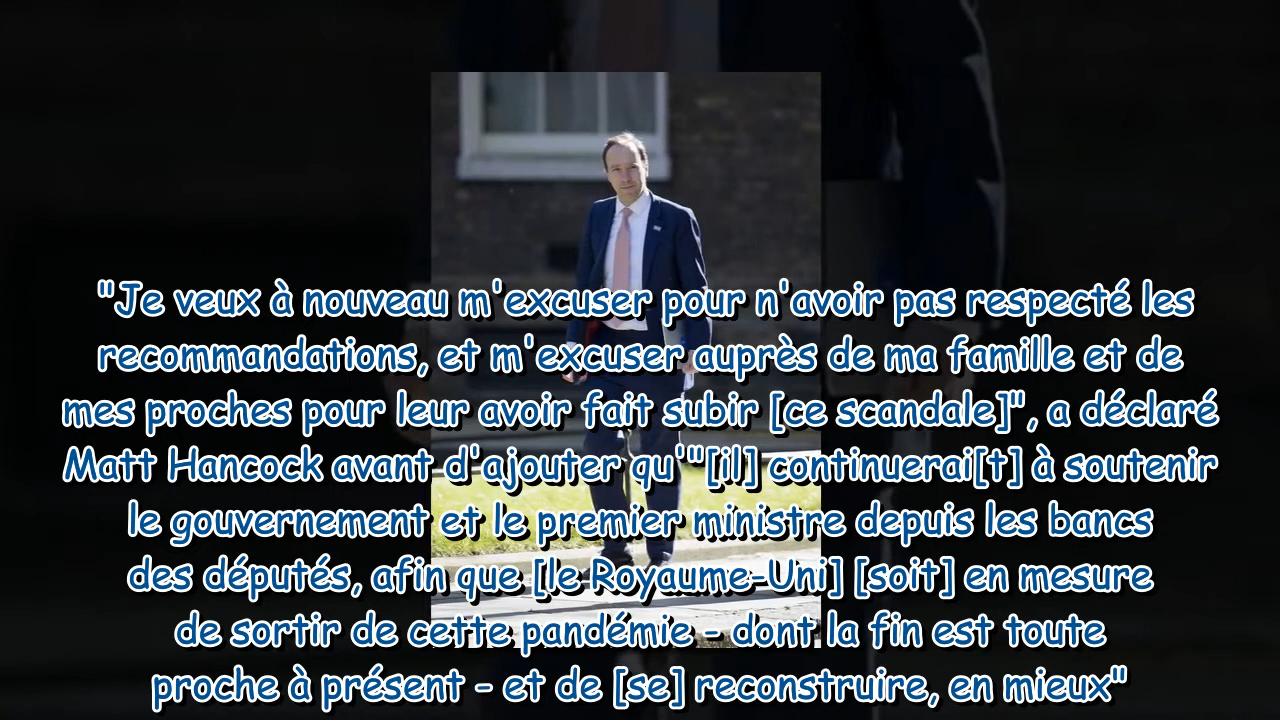 "Je veux à nouveau m'excuser pour n'avoir pas respecté les
recommandations, et m'excuser auprès de ma famille et de
mes proches pour leur avoir fait subir [ce scandale]", a déclaré
Matt Hancock avant d'ajouter qu'"[il] continuerai[t] à soutenir
le gouvernement et le premier ministre depuis les bancs
des députés, afin que [le Royaume-Uni] [soit] en mesure
de sortir de cette pandémie - dont la fin est toute
proche à présent - et de [se] reconstruire, en mieux"